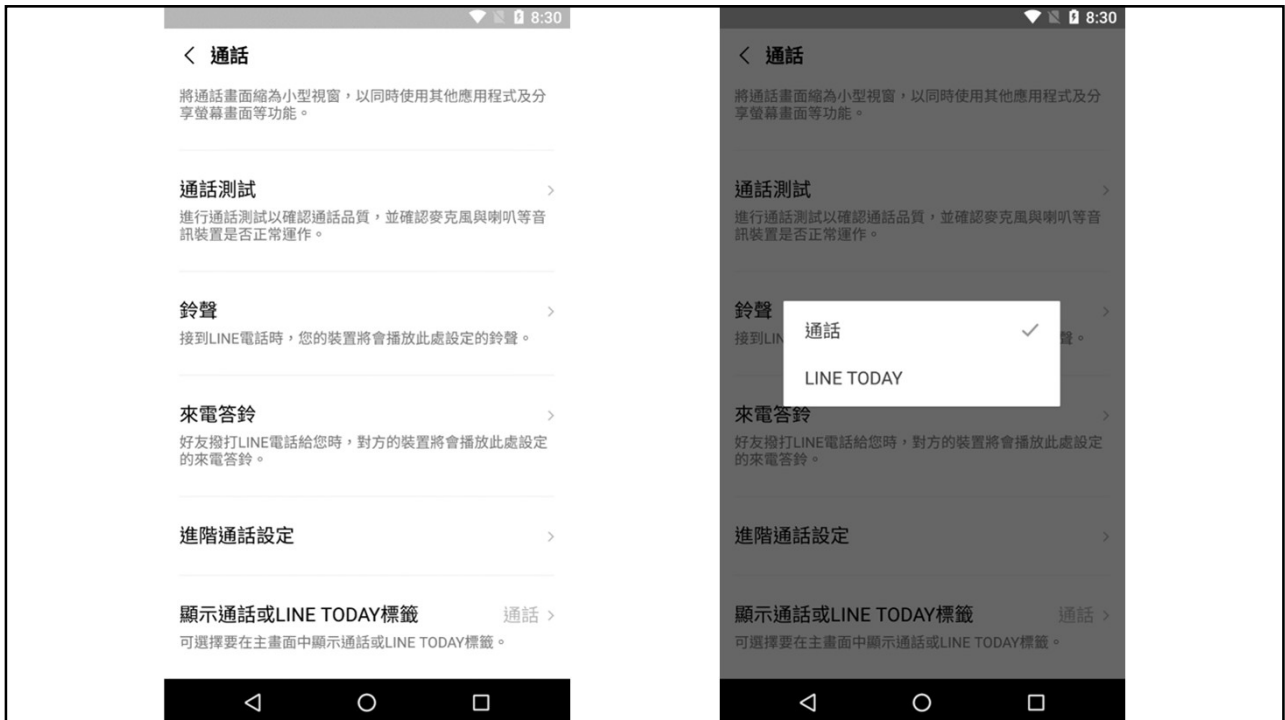 8:30
通話
將通話畫面縮為小型視窗，以同時使用其他應用程式及分
享螢幕畫面等功能。
通話測試
進行通話測試以確認通話品質，並確認麥克風與喇叭等音
訊裝置是否正常運作。
鈴聲
接到LINE電話時，您的裝置將會播放此處設定的鈴聲。
來電答鈴
好友撥打LINE電話給您時，對方的裝置將會播放此處設定
的來電答鈴。
進階通話設定
顯示通話或LINE TODAY標籤 通話
可選擇要在主畫面中顯示通話或LINE TODAY標籤。
8:30
通話
將通話畫面縮為小型視窗，以同時使用其他應用程式及分
享螢幕畫面等功能。
通話測試
進行通話測試以確認通話品質，並確認麥克風與喇叭等音
訊裝置是否正常運作。
鈴聲
接到LIN 聲。
通話
LINE TODAY
來電答鈴
好友撥打LINE電話給您時，對方的裝置將會播放此處設定
的來電答鈴。
進階通話設定
顯示通話或LINE TODAY標籤 通話
可選擇要在主畫面中顯示通話或LINE TODAY標籤。